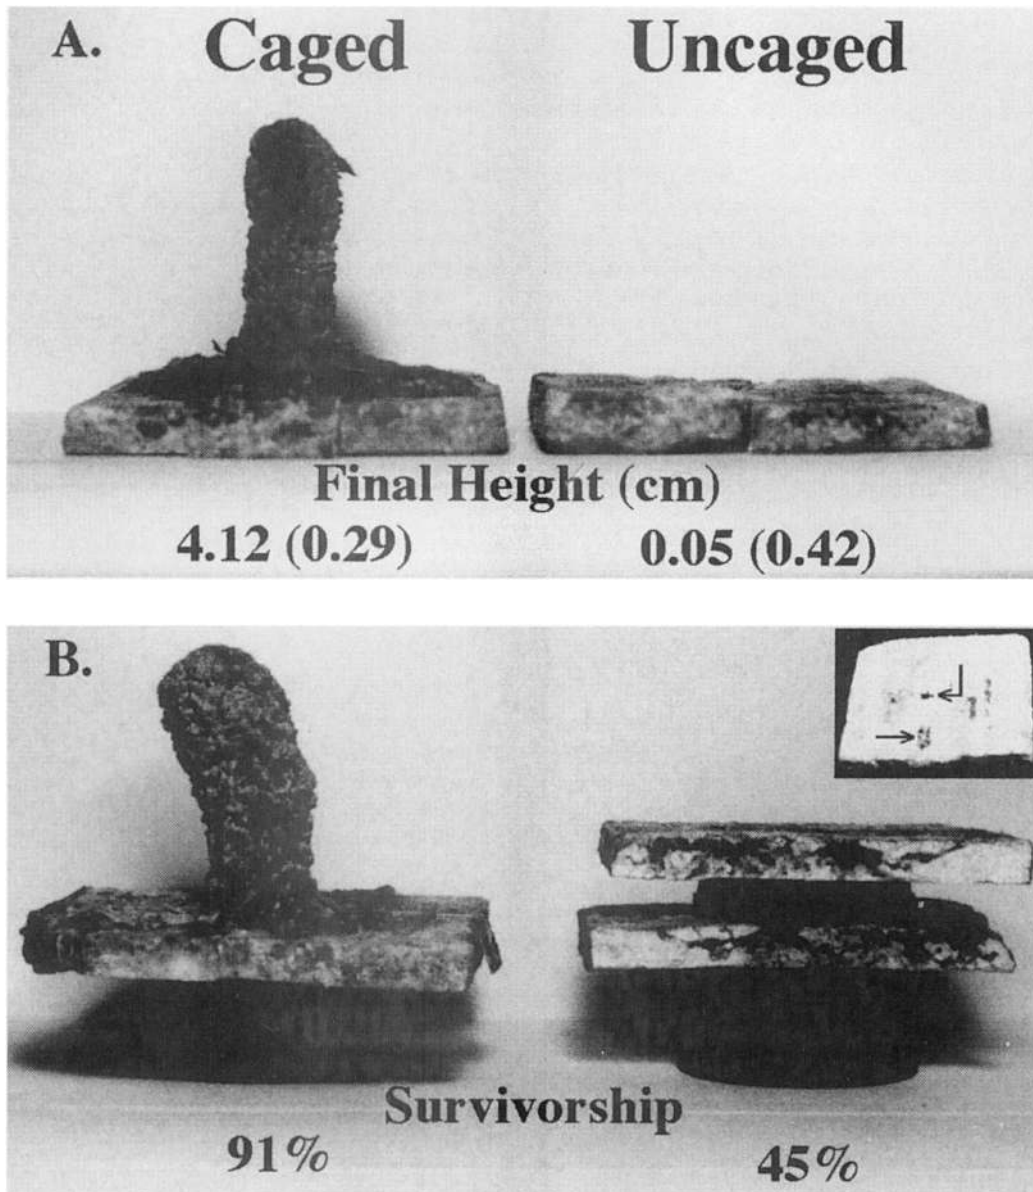 A. Caged Uncaged
Final Height (cm)
4.12 (0.29) 0.05 (0.42)
B.
Survivorship
91% 45%